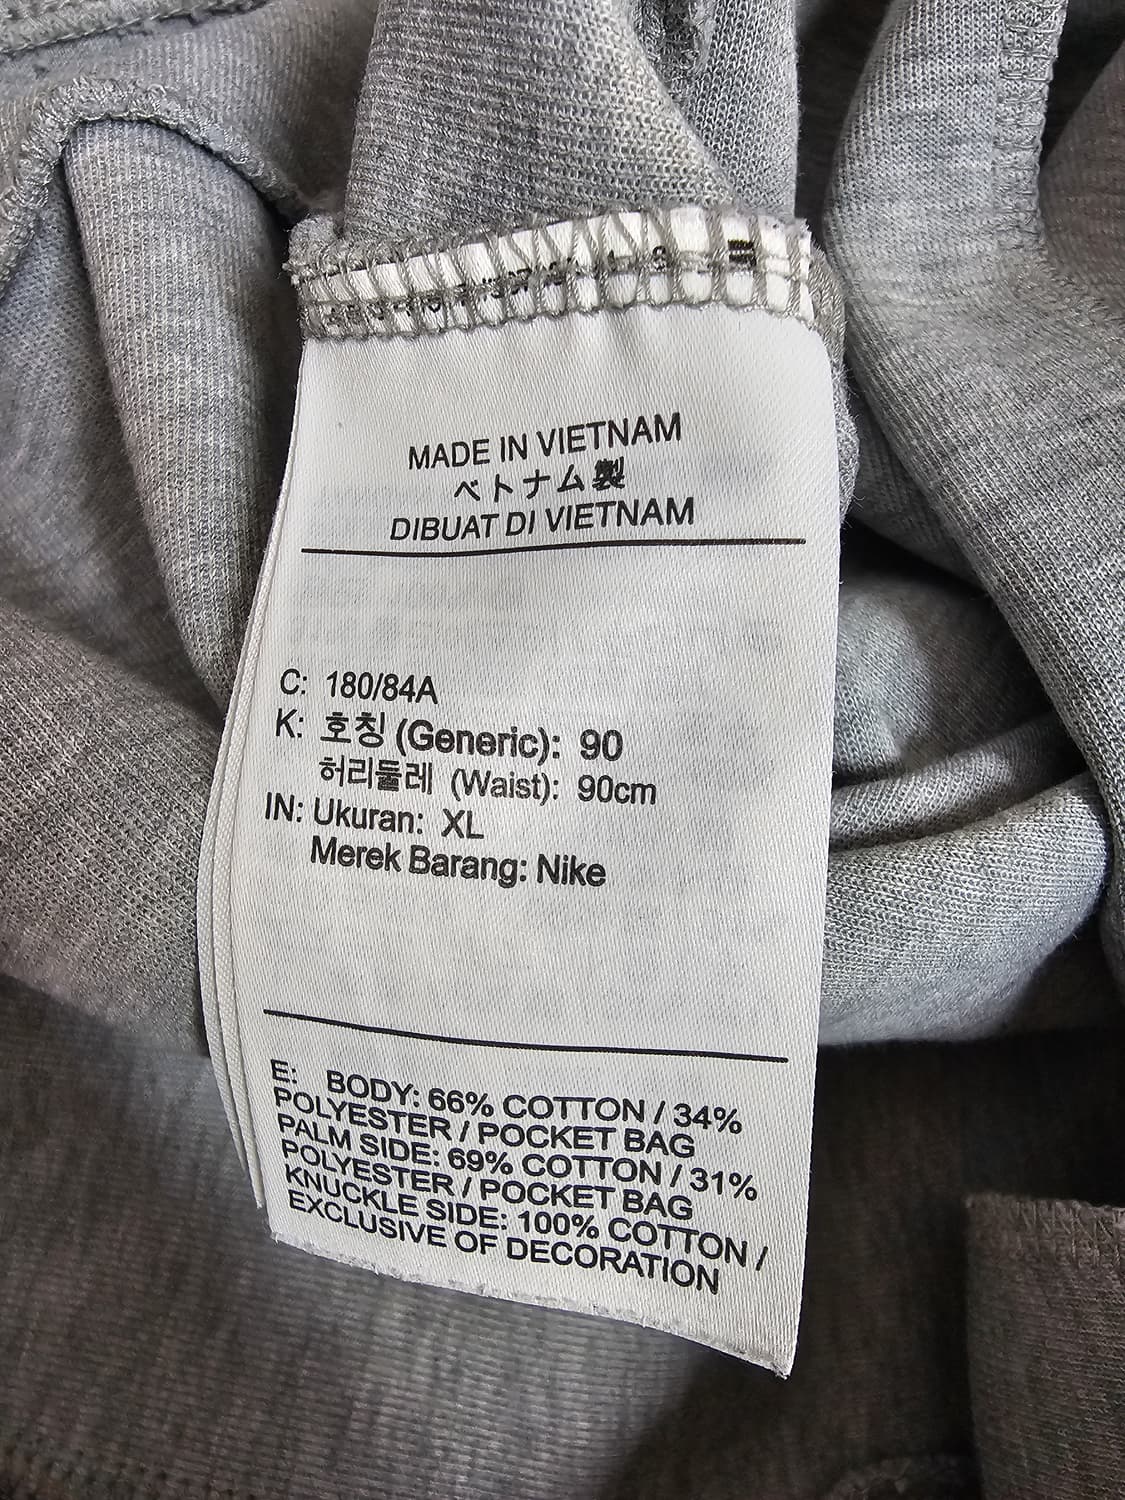 MADE IN VIETNAM
ベトナム製
DIBUAT DI VIETNAM
C: 180/84A
K: 호칭 (Generic): 90
허리둘레 (Waist): 90cm
IN: Ukuran: XL
Merek Barang: Nike
E: BODY: 66% COTTON / 34%
POLYESTER / POCKET BAG
PALM SIDE: 69% COTTON / 31%
POLYESTER / POCKET BAG
KNUCKLE SIDE: 100% COTTON /
EXCLUSIVE OF DECORATION